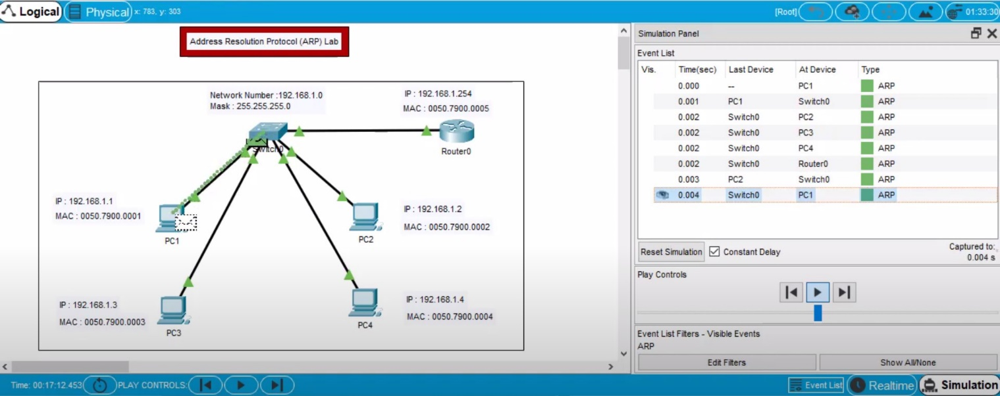 Logical Physical x: 783, y: 303 [Root] 01:33:30
Address Resolution Protocol (ARP) Lab
Network Number :192.168.1.0
Mask : 255.255.255.0
IP : 192.168.1.254
MAC : 0050.7900.0005
Switch0
Router0
IP : 192.168.1.1
MAC : 0050.7900.0001
PC1
IP : 192.168.1.2
MAC : 0050.7900.0002
PC2
IP : 192.168.1.3
MAC : 0050.7900.0003
PC3
IP : 192.168.1.4
MAC : 0050.7900.0004
PC4
Simulation Panel
Event List
Vis. Time(sec) Last Device At Device Type
0.000 -- PC1 ARP
0.001 PC1 Switch0 ARP
0.002 Switch0 PC2 ARP
0.002 Switch0 PC3 ARP
0.002 Switch0 PC4 ARP
0.002 Switch0 Router0 ARP
0.003 PC2 Switch0 ARP
0.004 Switch0 PC1 ARP
Reset Simulation Constant Delay
Captured to:
0.004 s
Play Controls
Event List Filters - Visible Events
ARP
Edit Filters Show All/None
Time: 00:17:12.453 PLAY CONTROLS: Event List Realtime Simulation